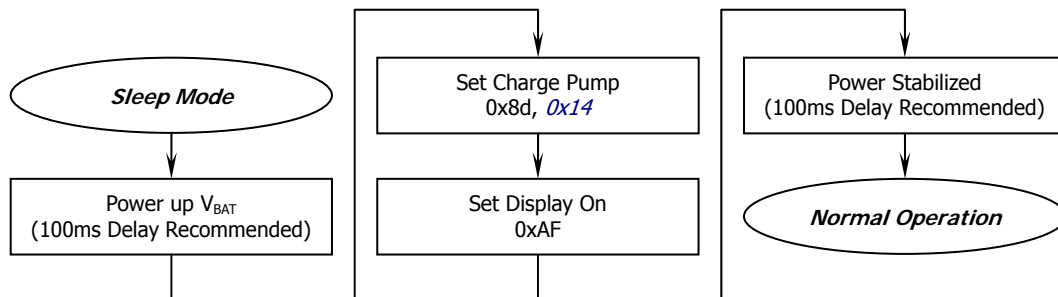 Sleep Mode
Power up VBAT
(100ms Delay Recommended)
Set Charge Pump
0x8d, 0x14
Set Display On
0xAF
Power Stabilized
(100ms Delay Recommended)
Normal Operation